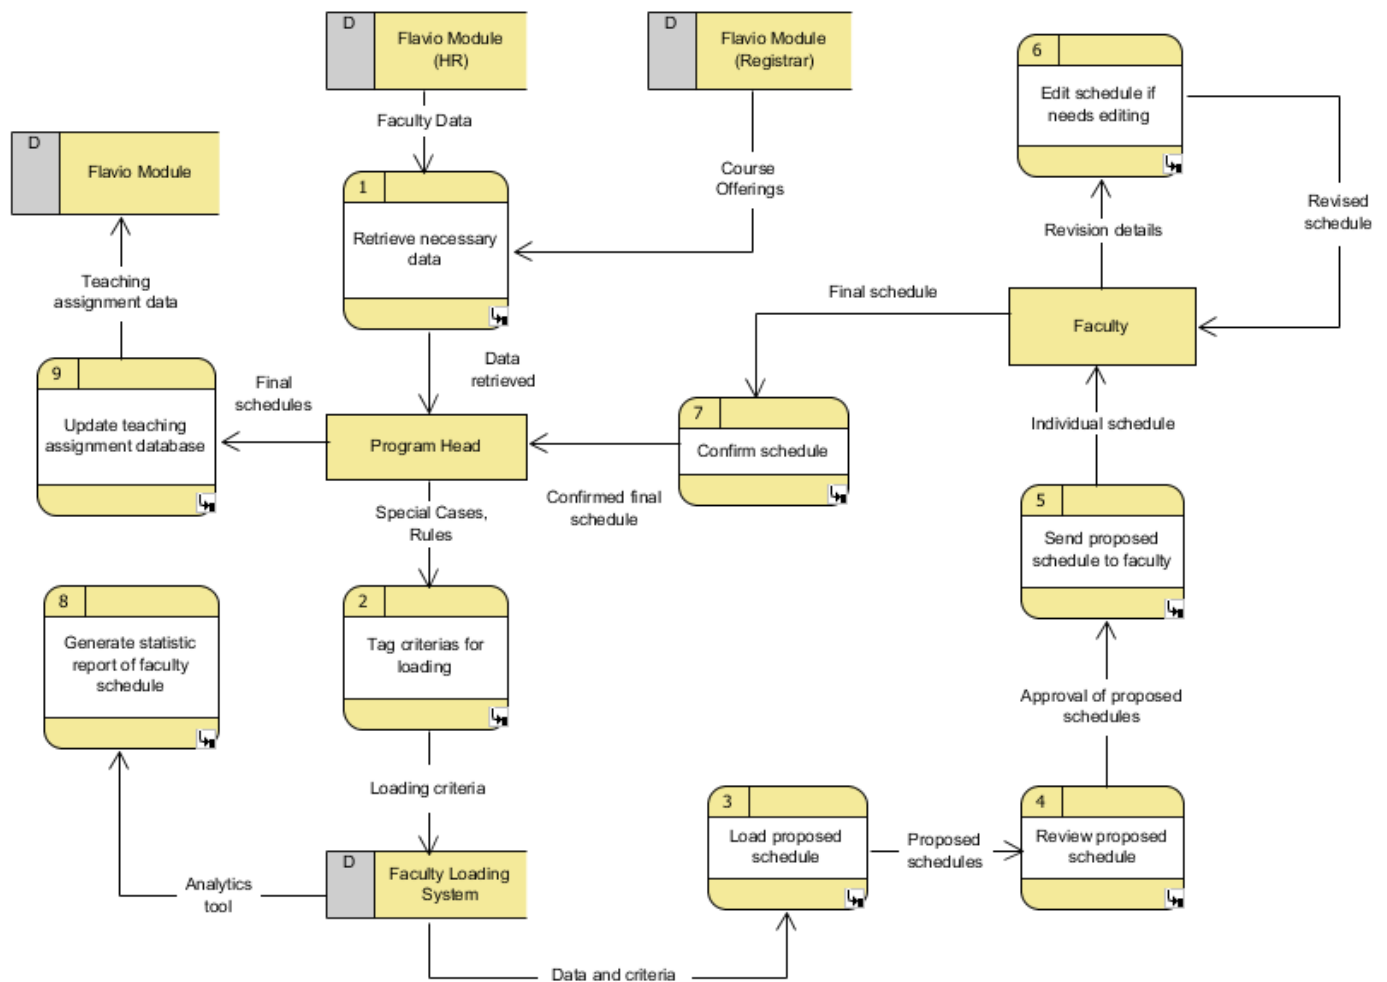 D
Flavio Module
(HR)
D
Flavio Module
(Registrar)
6
Edit schedule if
needs editing
Faculty Data
D
Flavio Module
Course
Offerings
1
Retrieve necessary
data
Revised
schedule
Revision details
Teaching
assignment data
Final schedule
Faculty
Data
retrieved
9
Update teaching
assignment database
Final
schedules
Program Head
7
Confirm schedule
Individual schedule
Confirmed final
schedule
Special Cases,
Rules
5
Send proposed
schedule to faculty
8
Generate statistic
report of faculty
schedule
2
Tag criterias for
loading
Approval of proposed
schedules
Loading criteria
3
Load proposed
schedule
Proposed
schedules
4
Review proposed
schedule
D
Faculty Loading
System
Analytics
tool
Data and criteria